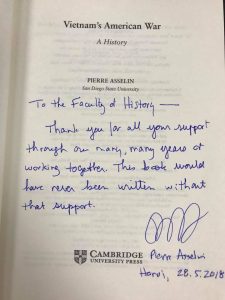 Vietnam's American War
A History
PIERRE ASSELIN
San Diego State University
To the Faculty of History —
Thank you for all your support
through our many, many years of
working together. This book would
have never been written without
that support.
CAMBRIDGE
UNIVERSITY PRESS
Pierre Asselin
Hanoi, 28.5.2018